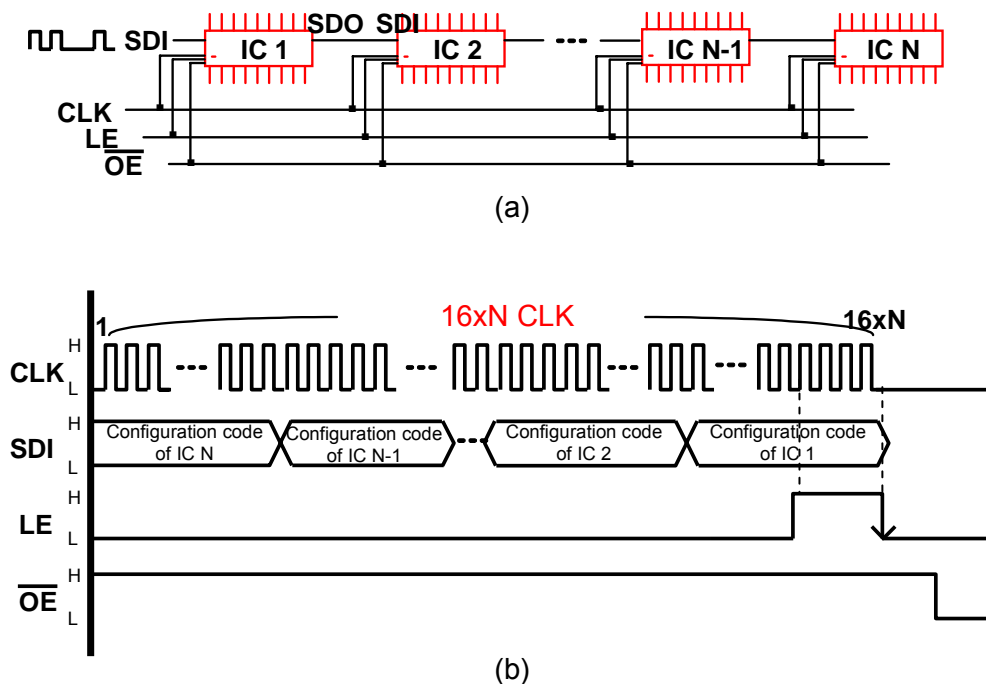 SDI SDO SDI
IC 1 IC 2 IC N-1 IC N
CLK
LE
OE
(a)
1 16xN CLK 16xN
H
CLK
L
H
SDI
L
Configuration code of IC N
Configuration code of IC N-1
Configuration code of IC 2
Configuration code of IC 1
H
LE
L
H
OE
L
(b)